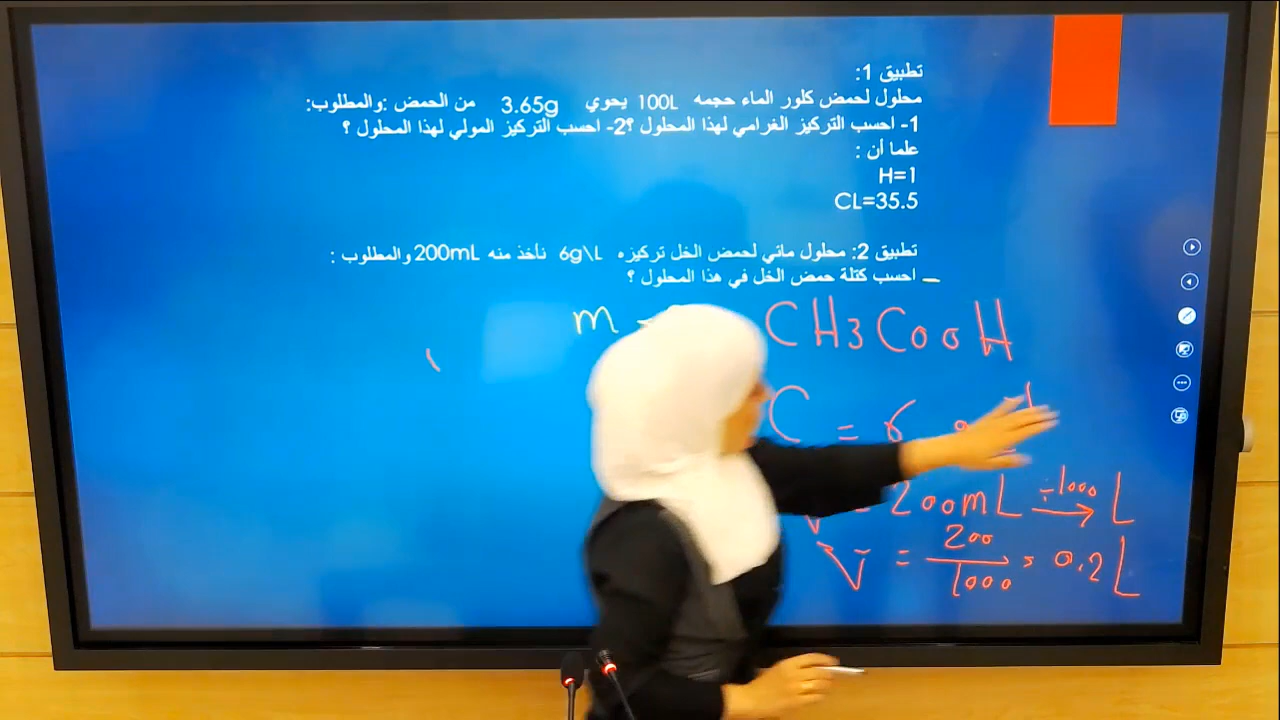 تطبيق 1:
محلول لحمض كلور الماء حجمه 100L يحوي 3.65g من الحمض :والمطلوب:
1- احسب التركيز الغرامي لهذا المحلول ؟2- احسب التركيز المولي لهذا المحلول ؟
علما أن :
H=1
CL=35.5
تطبيق 2: محلول مائي لحمض الخل تركيزه 6g\L نأخذ منه 200mL والمطلوب :
_ احسب كتلة حمض الخل في هذا المحلول ؟
m
CH3COOH
C = 6
= 200mL ÷1000 → L
V = 200/1000 = 0.2L